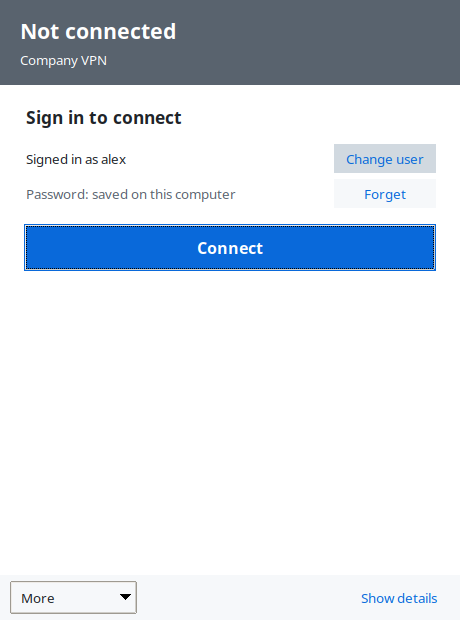 Not connected
Company VPN
Sign in to connect
Signed in as alex
Change user
Password: saved on this computer
Forget
Connect
More
Show details